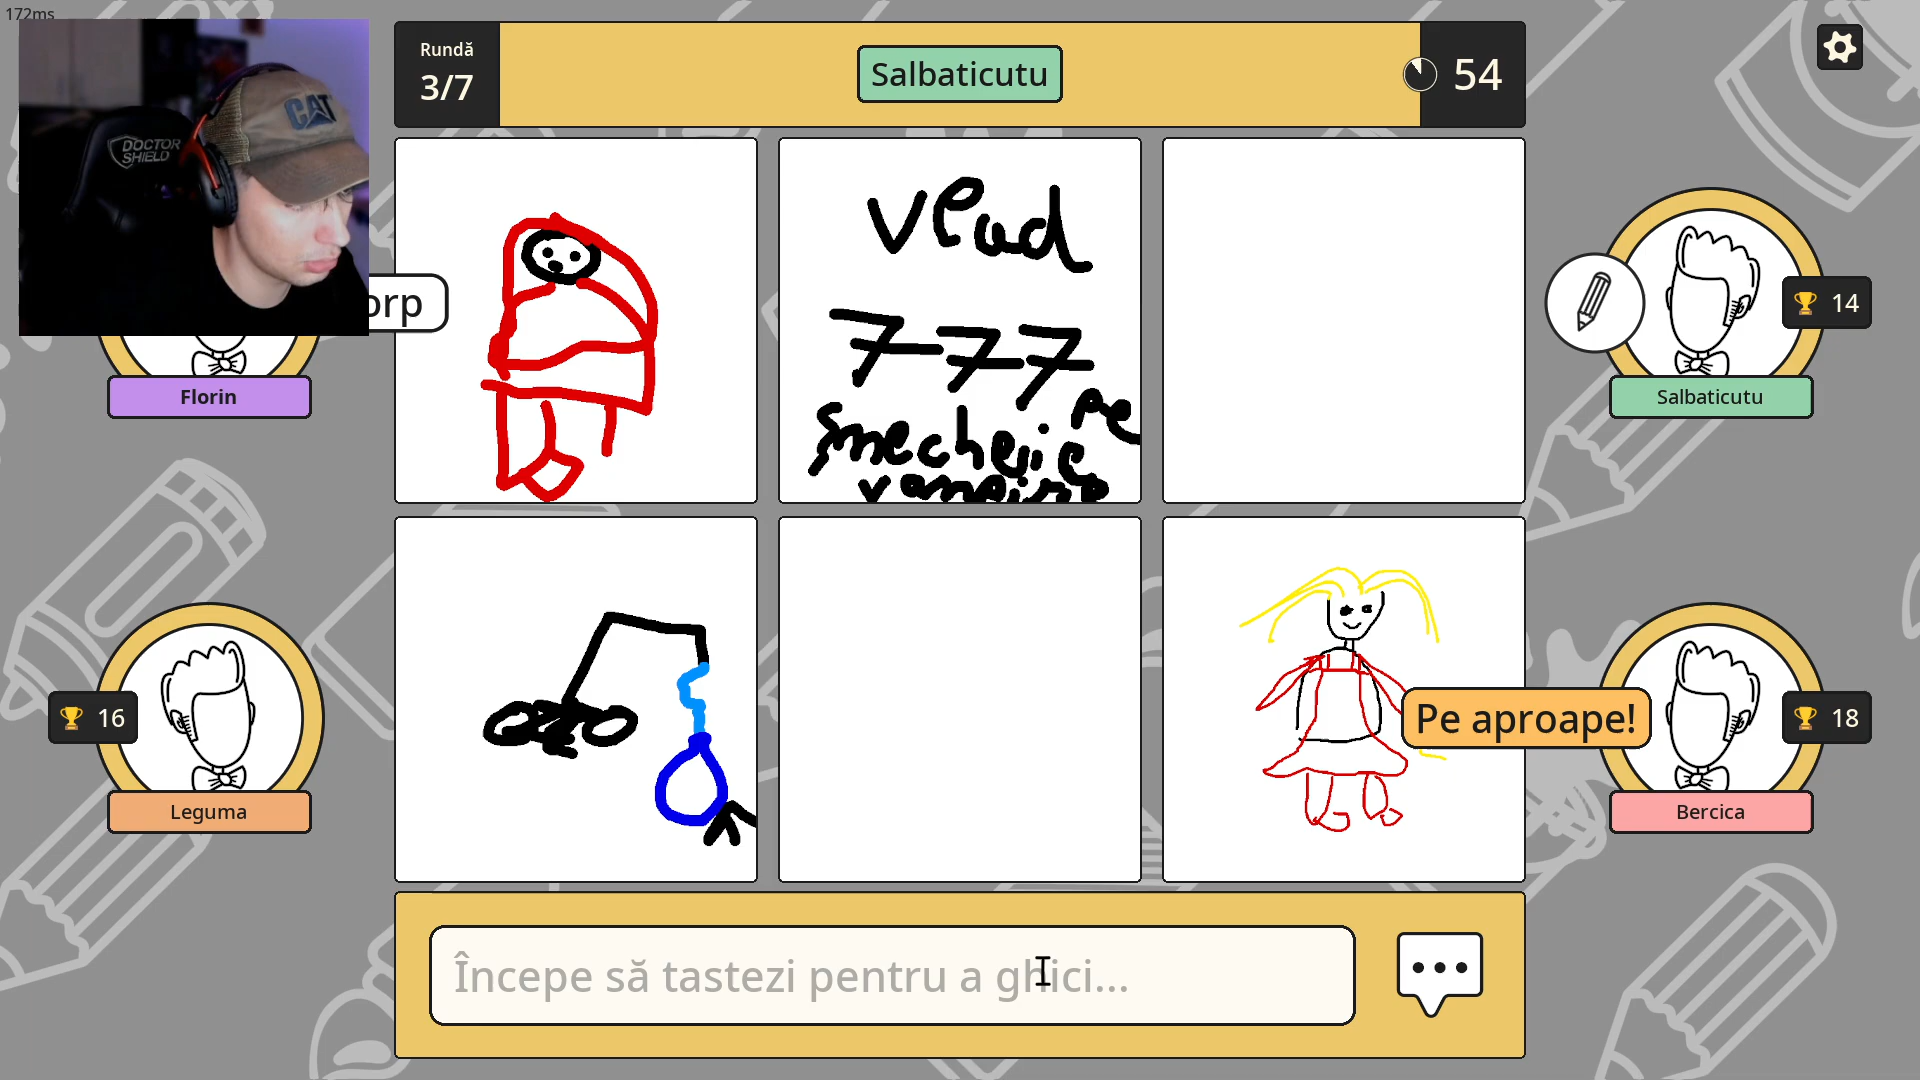 172ms
Rundă
3/7
Salbaticutu
54
CAT
DOCTOR
SHIELD
orp
vlad
777
pe
smecherie
14
Florin
Salbaticutu
16
Pe aproape!
18
Leguma
Bercica
Începe să tastezi pentru a ghici...